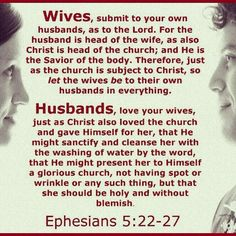 Wives, submit to your own
husbands, as to the Lord. For the
husband is head of the wife, as also
Christ is head of the church; and He is
the Savior of the body. Therefore, just
as the church is subject to Christ, so
let the wives be to their own
husbands in everything.
Husbands, love your wives,
just as Christ also loved the church
and gave Himself for her, that He
might sanctify and cleanse her with
the washing of water by the word,
that He might present her to Himself
a glorious church, not having spot or
wrinkle or any such thing, but that
she should be holy and without
blemish.
Ephesians 5:22-27